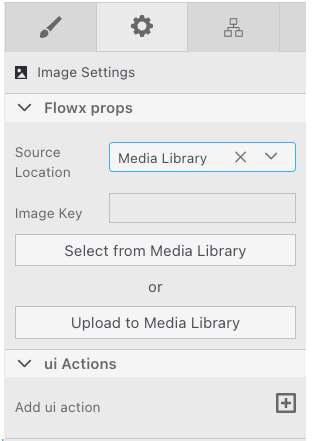 Image Settings
Flowx props
Source
Location
Media Library
Image Key
Select from Media Library
or
Upload to Media Library
ui Actions
Add ui action